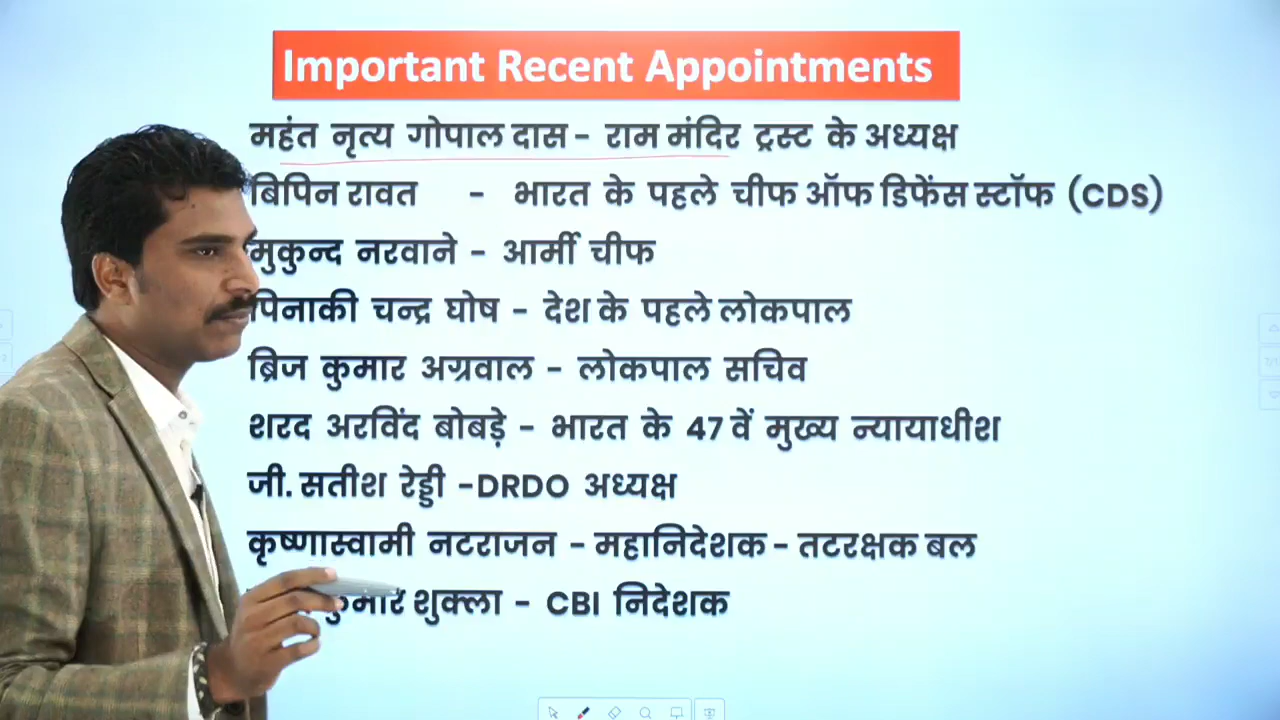 Important Recent Appointments
महंत नृत्य गोपाल दास - राम मंदिर ट्रस्ट के अध्यक्ष
बिपिन रावत - भारत के पहले चीफ ऑफ डिफेंस स्टॉफ (CDS)
मुकुन्द नरवाने - आर्मी चीफ
पिनाकी चन्द्र घोष - देश के पहले लोकपाल
ब्रिज कुमार अग्रवाल - लोकपाल सचिव
शरद अरविंद बोबड़े - भारत के 47 वें मुख्य न्यायाधीश
जी. सतीश रेड्डी -DRDO अध्यक्ष
कृष्णास्वामी नटराजन - महानिदेशक - तटरक्षक बल
कुमार शुक्ला - CBI निदेशक